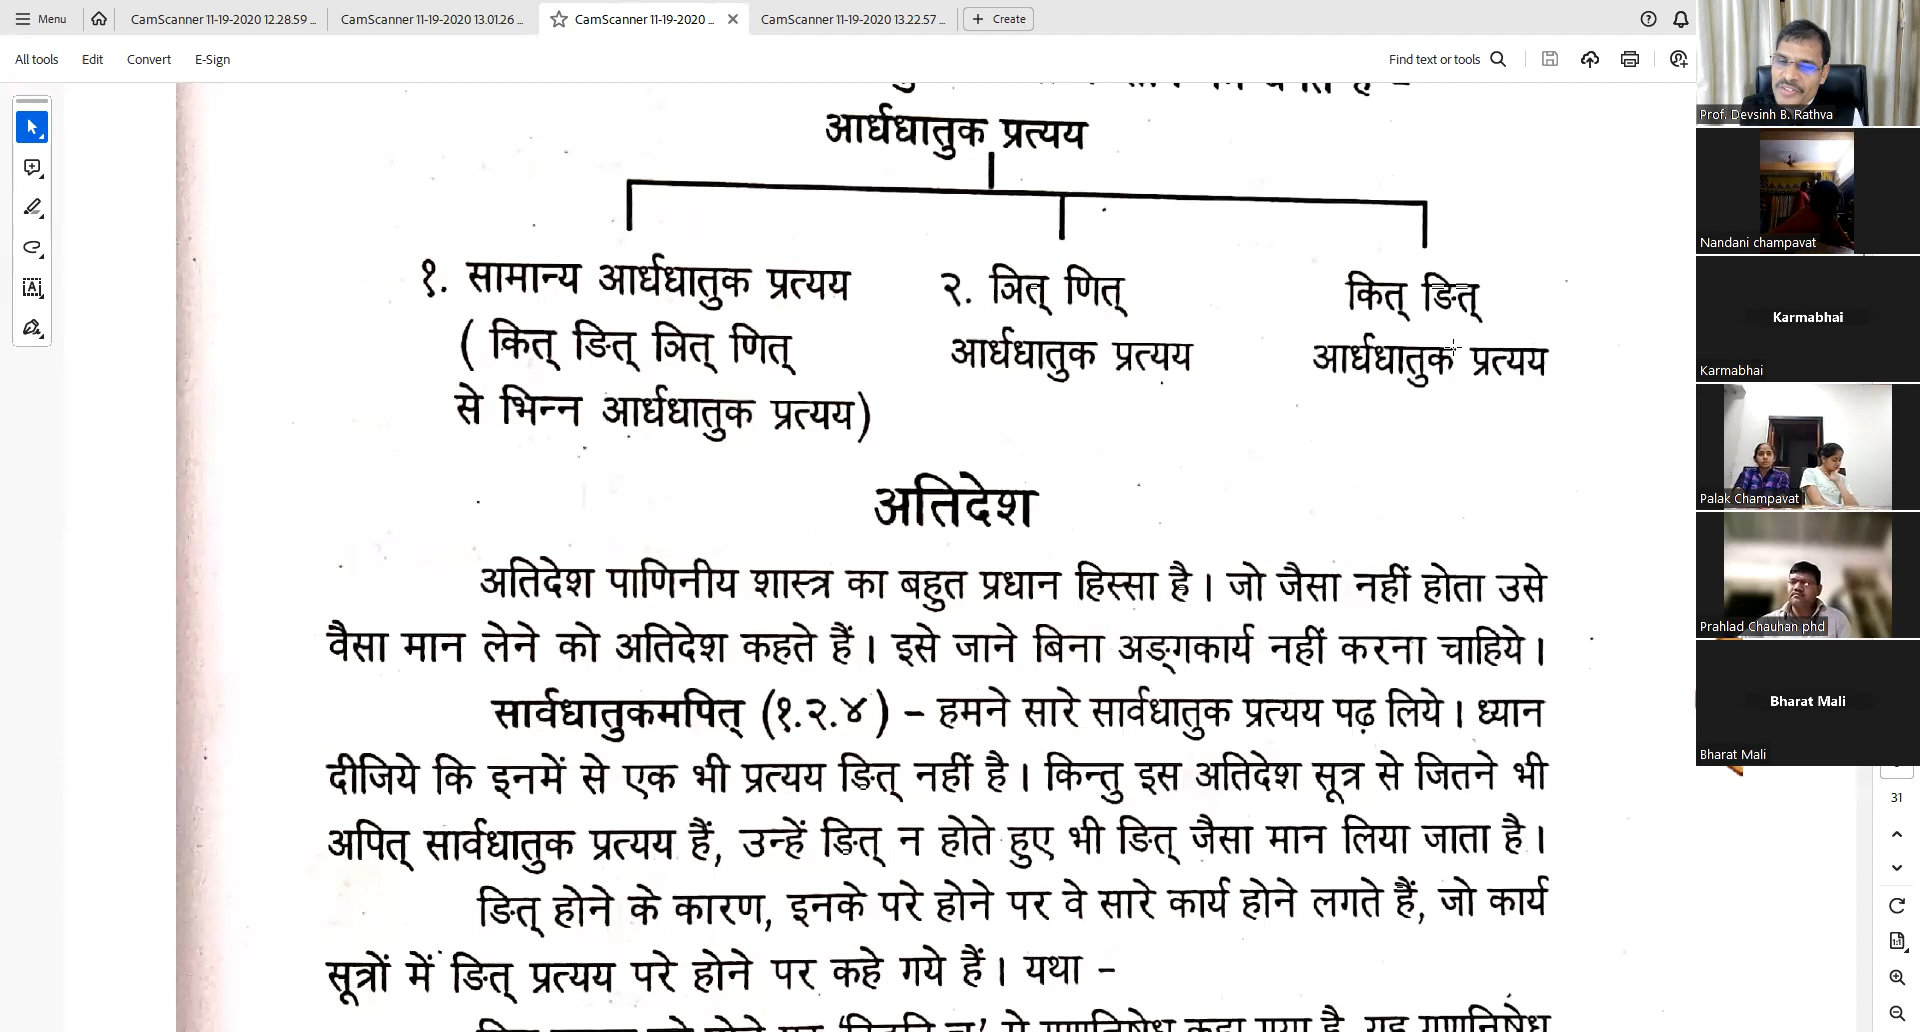 Menu
CamScanner 11-19-2020 12.28.59 ...
CamScanner 11-19-2020 13.01.26 ...
CamScanner 11-19-2020 ...
CamScanner 11-19-2020 13.22.57 ...
Create
All tools
Edit
Convert
E-Sign
Find text or tools
आर्धधातुक प्रत्यय
१. सामान्य आर्धधातुक प्रत्यय
( कित् ङित् ञित् णित्
से भिन्न आर्धधातुक प्रत्यय)
२. ञित् णित्
आर्धधातुक प्रत्यय
कित् ङित्
आर्धधातुक प्रत्यय
अतिदेश
अतिदेश पाणिनीय शास्त्र का बहुत प्रधान हिस्सा है। जो जैसा नहीं होता उसे
वैसा मान लेने को अतिदेश कहते हैं। इसे जाने बिना अङ्गकार्य नहीं करना चाहिये।
सार्वधातुकमपित् (१.२.४) – हमने सारे सार्वधातुक प्रत्यय पढ़ लिये। ध्यान
दीजिये कि इनमें से एक भी प्रत्यय ङित् नहीं है। किन्तु इस अतिदेश सूत्र से जितने भी
अपित् सार्वधातुक प्रत्यय हैं, उन्हें ङित् न होते हुए भी ङित् जैसा मान लिया जाता है।
ङित् होने के कारण, इनके परे होने पर वे सारे कार्य होने लगते हैं, जो कार्य
सूत्रों में ङित् प्रत्यय परे होने पर कहे गये हैं। यथा –
Prof. Devsinh B. Rathva
Nandani champavat
Karmabhai
Karmabhai
Palak Champavat
Prahlad Chauhan phd
Bharat Mali
Bharat Mali
31